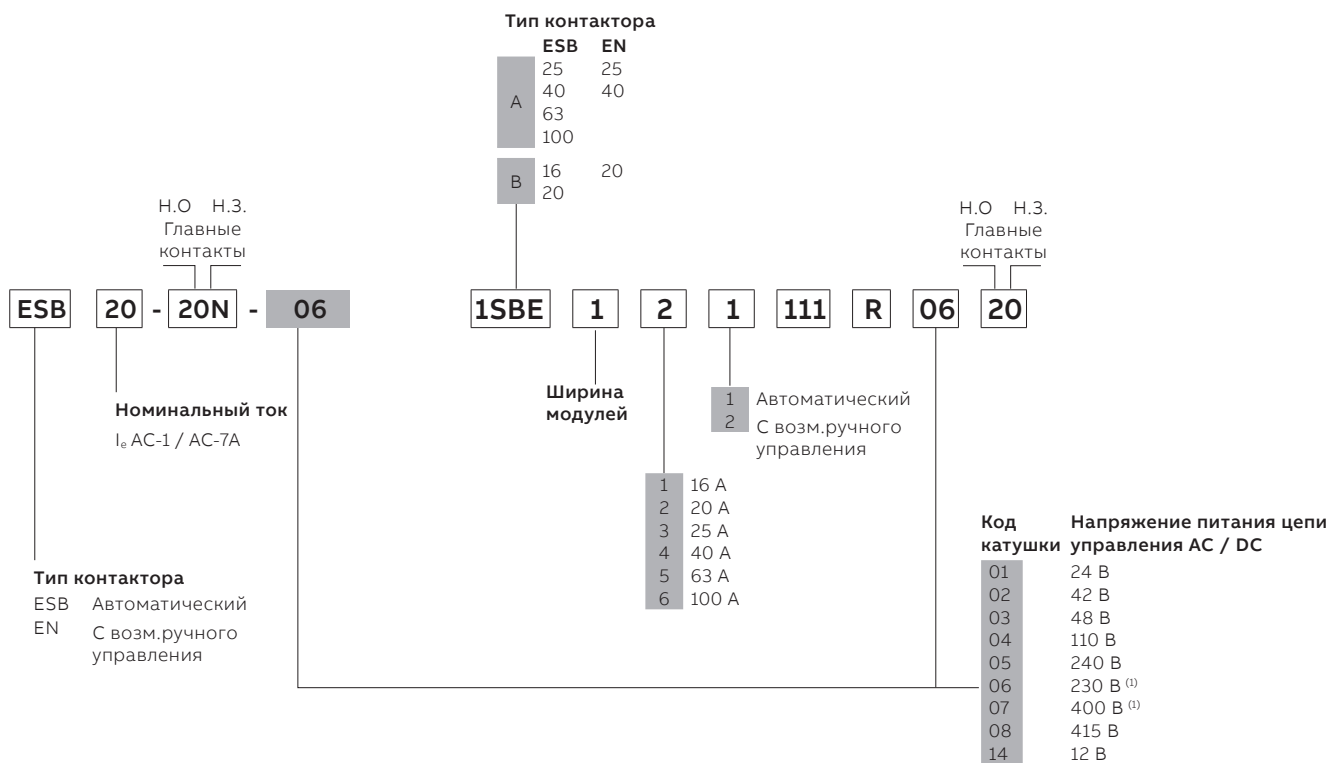 Тип контактора
ESB EN
A
25 25
40 40
63
100
B
16 20
20
Н.О Н.З.
Главные
контакты
Н.О Н.З.
Главные
контакты
ESB 20 - 20N - 06
1SBE 1 2 1 111 R 06 20
Номинальный ток
Iₑ AC-1 / AC-7A
Ширина
модулей
1 Автоматический
2 С возм.ручного
управления
1 16 A
2 20 A
3 25 A
4 40 A
5 63 A
6 100 A
Тип контактора
ESB Автоматический
EN С возм.ручного
управления
Код Напряжение питания цепи
катушки управления AC / DC
01 24 В
02 42 В
03 48 В
04 110 В
05 240 В
06 230 В (1)
07 400 В (1)
08 415 В
14 12 В